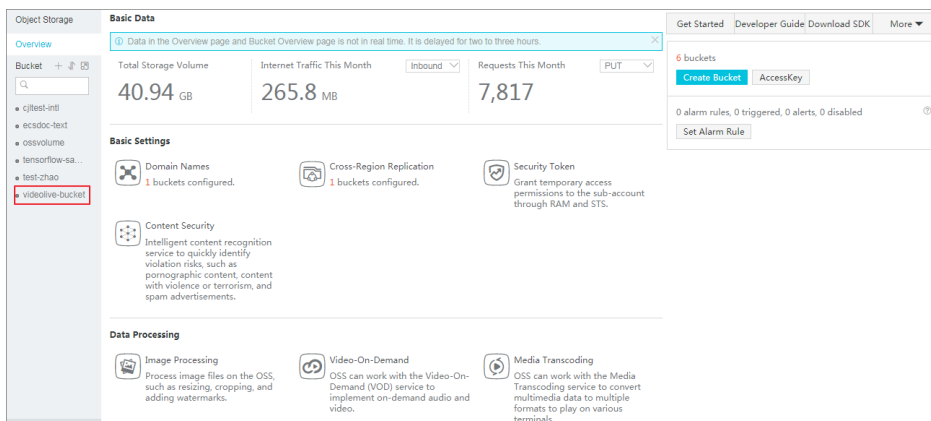 Object Storage
Overview
Bucket
cjltest-intl
ecsdoc-text
ossvolume
tensorflow-sa...
test-zhao
videolive-bucket
Basic Data
Data in the Overview page and Bucket Overview page is not in real time. It is delayed for two to three hours.
Total Storage Volume
40.94 GB
Internet Traffic This Month
Inbound
265.8 MB
Requests This Month
PUT
7,817
Basic Settings
Domain Names
1 buckets configured.
Cross-Region Replication
1 buckets configured.
Security Token
Grant temporary access
permissions to the sub-account
through RAM and STS.
Content Security
Intelligent content recognition
service to quickly identify
violation risks, such as
pornographic content, content
with violence or terrorism, and
spam advertisements.
Data Processing
Image Processing
Process image files on the OSS,
such as resizing, cropping, and
adding watermarks.
Video-On-Demand
OSS can work with the Video-On-
Demand (VOD) service to
implement on-demand audio and
video.
Media Transcoding
OSS can work with the Media
Transcoding service to convert
multimedia data to multiple
formats to play on various
terminals.
Get Started
Developer Guide
Download SDK
More
6 buckets
Create Bucket
AccessKey
0 alarm rules, 0 triggered, 0 alerts, 0 disabled
Set Alarm Rule